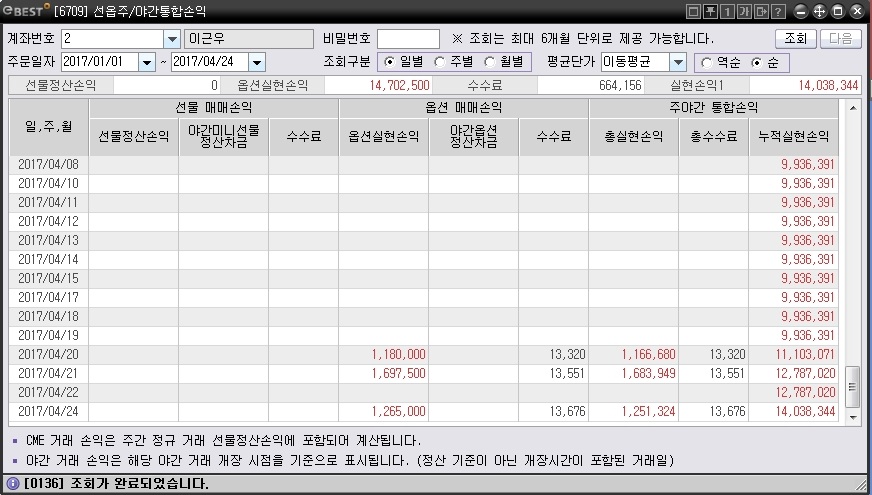 eBEST [6709] 선옵주/야간통합손익
계좌번호 2 이근우 비밀번호 ※ 조회는 최대 6개월 단위로 제공 가능합니다. 조회 다음
주문일자 2017/01/01 ~ 2017/04/24 조회구분 일별 주별 월별 평균단가 이동평균 역순 순
선물정산손익 0 옵션실현손익 14,702,500 수수료 664,156 실현손익1 14,038,344
일,주,월 선물 매매손익 옵션 매매손익 주야간 통합손익
선물정산손익 야간미니선물 정산차금 수수료 옵션실현손익 야간옵션 정산차금 수수료 총실현손익 총수수료 누적실현손익
2017/04/08 9,936,391
2017/04/10 9,936,391
2017/04/11 9,936,391
2017/04/12 9,936,391
2017/04/13 9,936,391
2017/04/14 9,936,391
2017/04/15 9,936,391
2017/04/17 9,936,391
2017/04/18 9,936,391
2017/04/19 9,936,391
2017/04/20 1,180,000 13,320 1,166,680 13,320 11,103,071
2017/04/21 1,697,500 13,551 1,683,949 13,551 12,787,020
2017/04/22 12,787,020
2017/04/24 1,265,000 13,676 1,251,324 13,676 14,038,344
CME 거래 손익은 주간 정규 거래 선물정산손익에 포함되어 계산됩니다.
야간 거래 손익은 해당 야간 거래 개장 시점을 기준으로 표시됩니다. (정산 기준이 아닌 개장시간이 포함된 거래일)
[0136] 조회가 완료되었습니다.